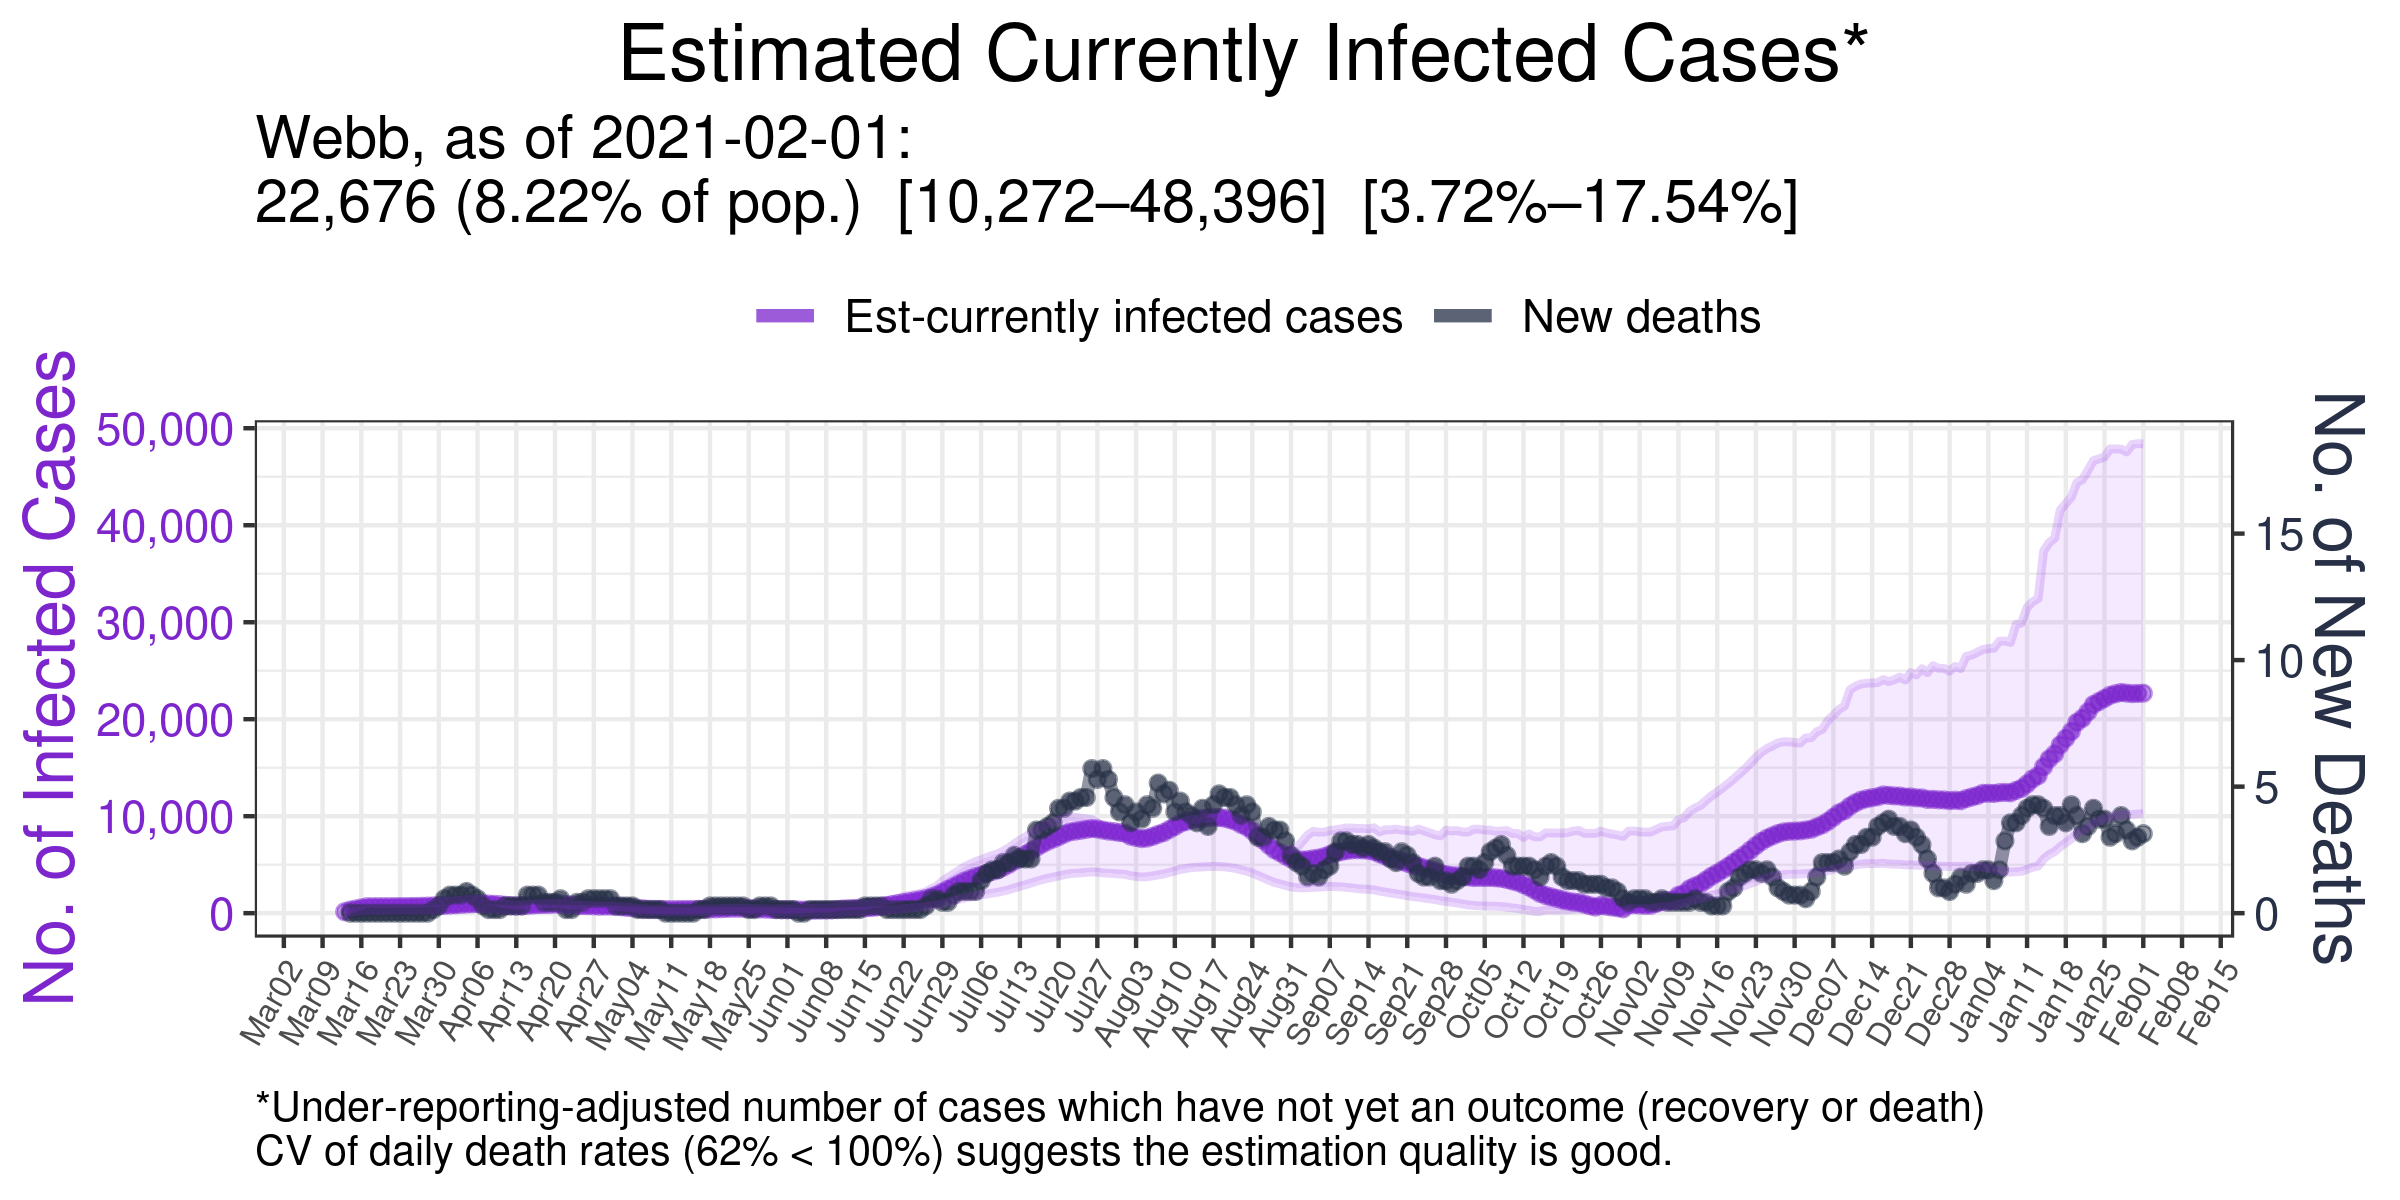 Estimated Currently Infected Cases*
Webb, as of 2021-02-01:
22,676 (8.22% of pop.)  [10,272–48,396]  [3.72%–17.54%]
Est-currently infected cases
New deaths
No. of Infected Cases
50,000
40,000
30,000
20,000
10,000
0
No. of New Deaths
15
10
5
0
Mar02
Mar09
Mar16
Mar23
Mar30
Apr06
Apr13
Apr20
Apr27
May04
May11
May18
May25
Jun01
Jun08
Jun15
Jun22
Jun29
Jul06
Jul13
Jul20
Jul27
Aug03
Aug10
Aug17
Aug24
Aug31
Sep07
Sep14
Sep21
Sep28
Oct05
Oct12
Oct19
Oct26
Nov02
Nov09
Nov16
Nov23
Nov30
Dec07
Dec14
Dec21
Dec28
Jan04
Jan11
Jan18
Jan25
Feb01
Feb08
Feb15
*Under-reporting-adjusted number of cases which have not yet an outcome (recovery or death)
CV of daily death rates (62% < 100%) suggests the estimation quality is good.